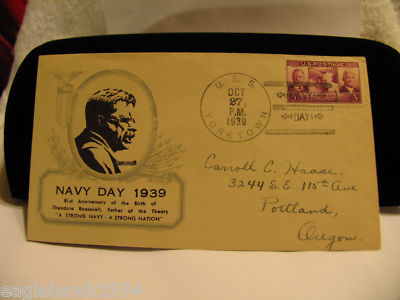 U.S. POSTAGE
U. S. S.
OCT
27,
P.M.
1939
YORKTOWN
DAY
Carroll C. Haase.
3244 S.E. 115th Ave
Portland,
Oregon.
NAVY DAY 1939
81st Anniversary of the Birth of
Theodore Roosevelt, Father of the Theory
"A STRONG NAVY - A STRONG NATION"